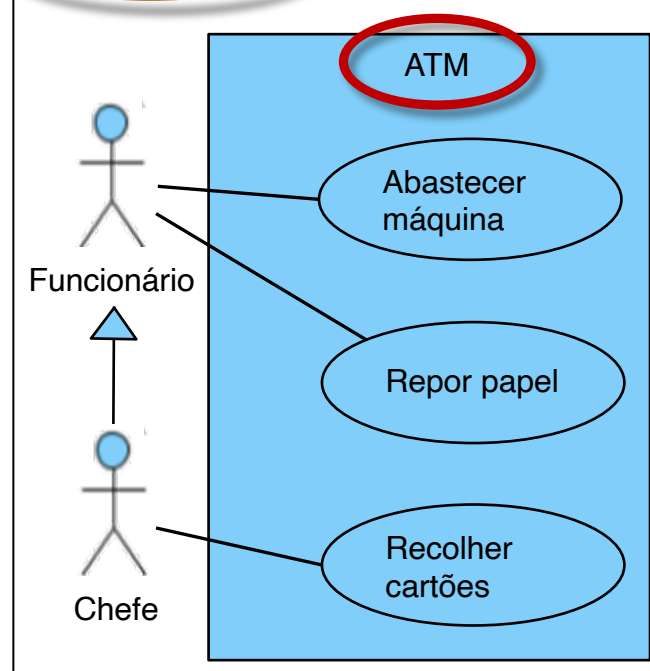 ATM
Abastecer
máquina
Funcionário
Repor papel
Recolher
cartões
Chefe